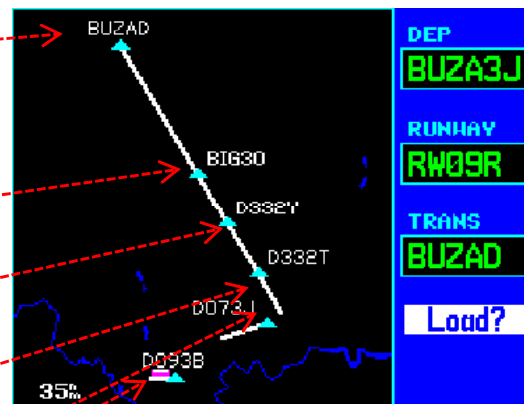 BUZAD
BIG30
D332Y
D332T
D073J
D093B
35nm
DEP
BUZA3J
RUNWAY
RW09R
TRANS
BUZAD
Load?